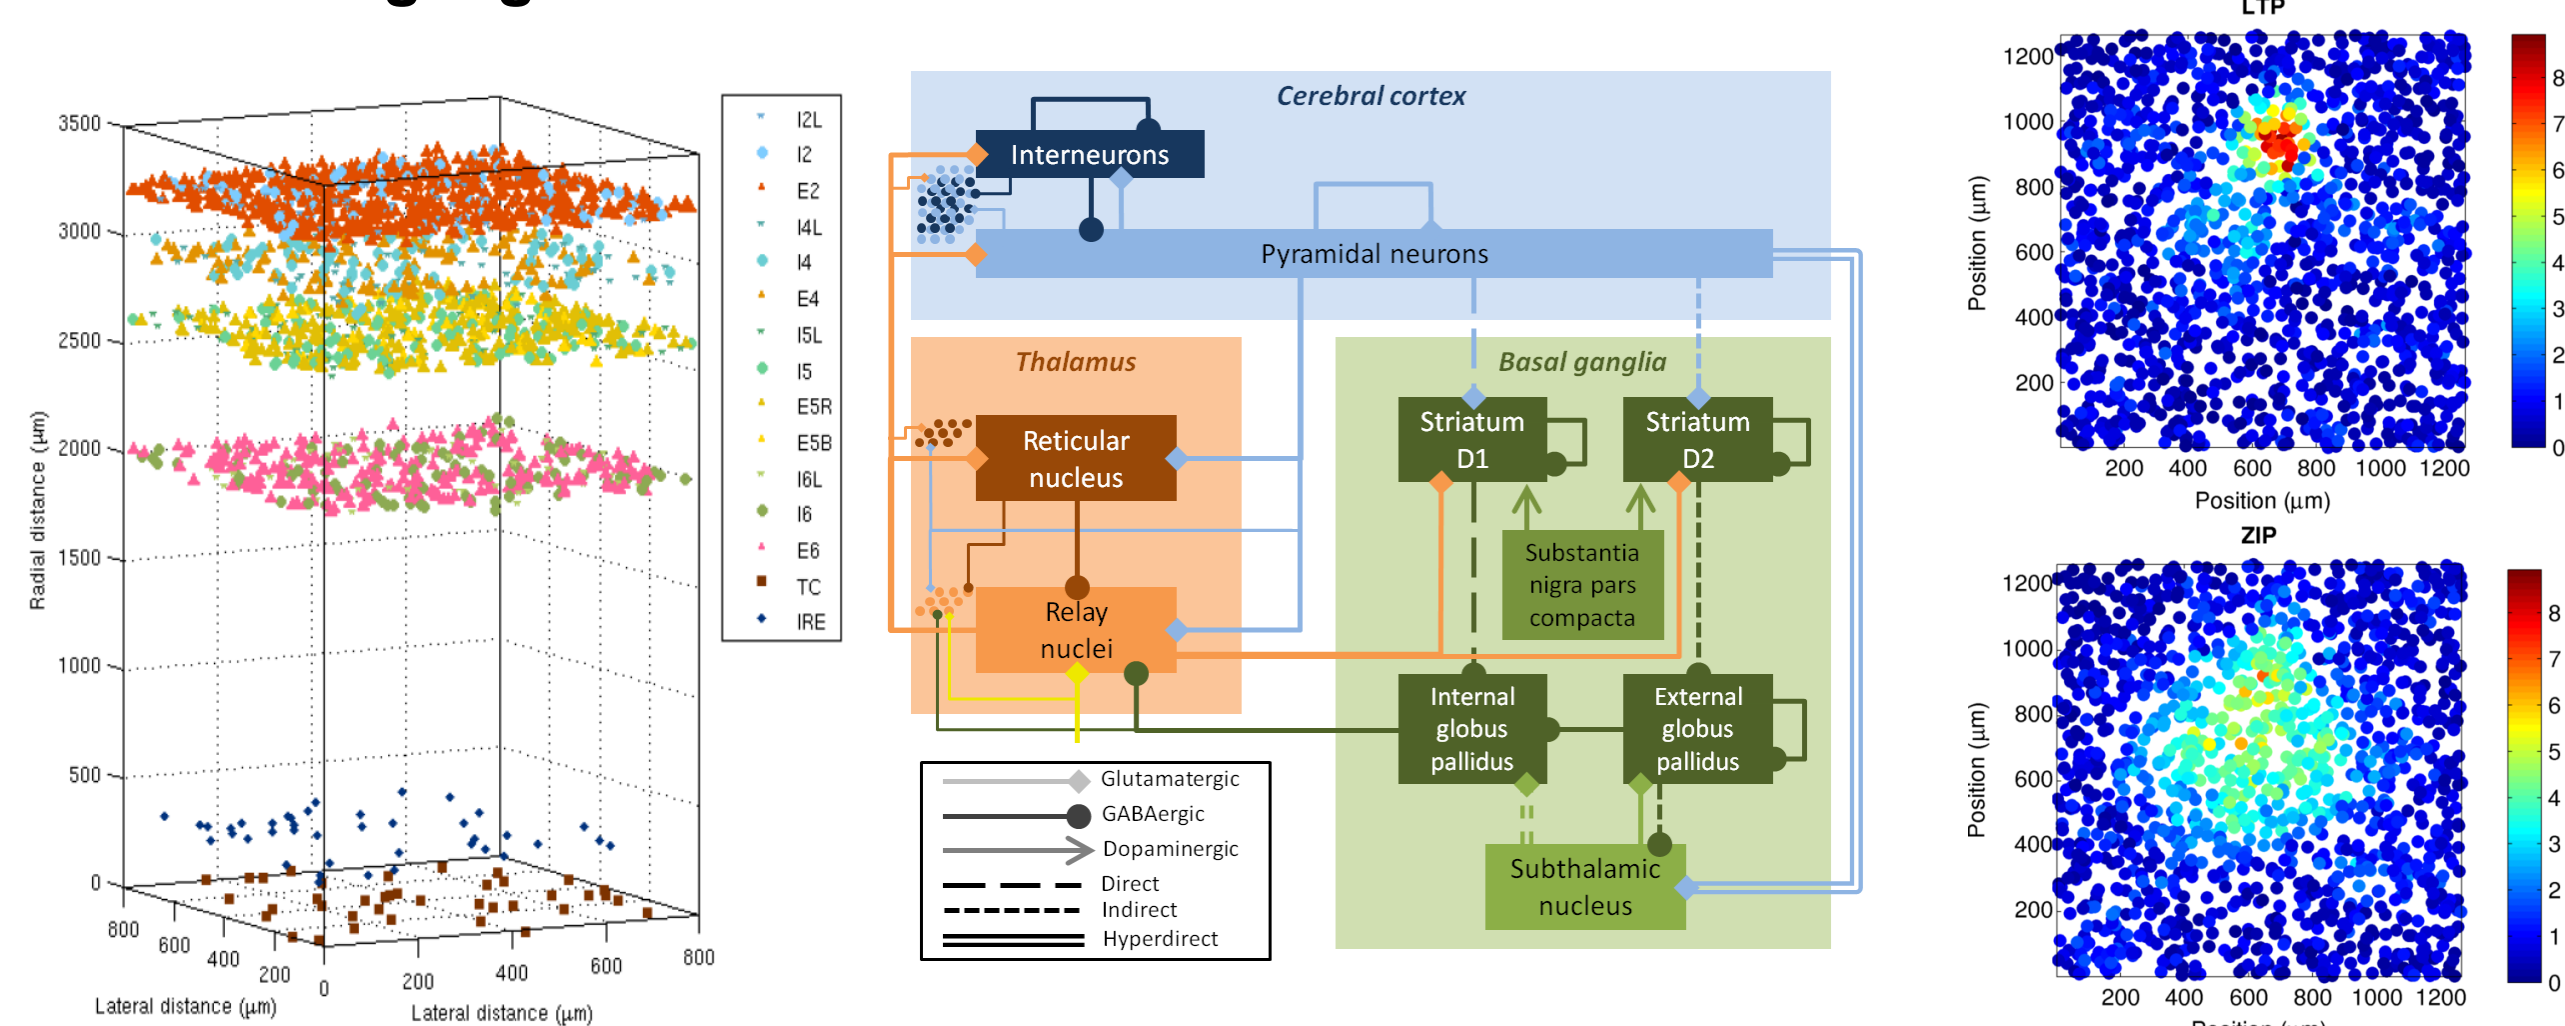 3500
3000
2500
2000
1500
1000
500
0
Radial distance (μm)
800
600
400
200
0
200
400
600
800
Lateral distance (μm)
Lateral distance (μm)
I2L
I2
E2
I4L
I4
E4
I5L
I5
E5R
E5B
I6L
I6
E6
TC
IRE
Cerebral cortex
Interneurons
Pyramidal neurons
Thalamus
Reticular
nucleus
Relay
nuclei
Basal ganglia
Striatum
D1
Striatum
D2
Substantia
nigra pars
compacta
Internal
globus
pallidus
External
globus
pallidus
Subthalamic
nucleus
Glutamatergic
GABAergic
Dopaminergic
Direct
Indirect
Hyperdirect
LTP
1200
1000
800
600
400
200
Position (μm)
200 400 600 800 1000 1200
Position (μm)
8
7
6
5
4
3
2
1
0
ZIP
1200
1000
800
600
400
200
Position (μm)
200 400 600 800 1000 1200
Position (μm)
8
7
6
5
4
3
2
1
0